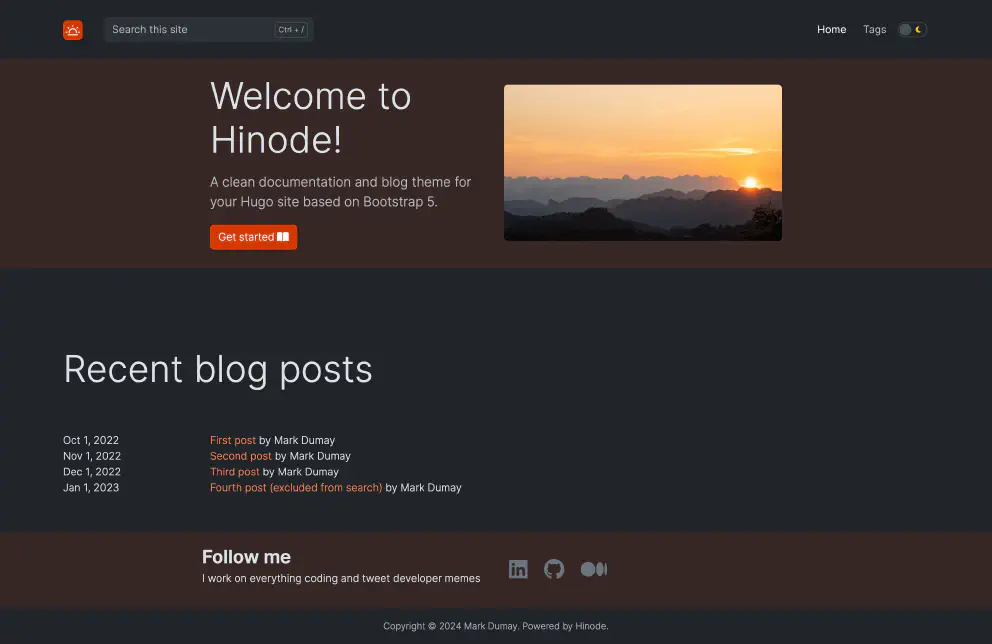 Search this site Ctrl + / Home Tags
Welcome to
Hinode!
A clean documentation and blog theme for
your Hugo site based on Bootstrap 5.
Get started
Recent blog posts
Oct 1, 2022 First post by Mark Dumay
Nov 1, 2022 Second post by Mark Dumay
Dec 1, 2022 Third post by Mark Dumay
Jan 1, 2023 Fourth post (excluded from search) by Mark Dumay
Follow me
I work on everything coding and tweet developer memes
in
Copyright © 2024 Mark Dumay. Powered by Hinode.